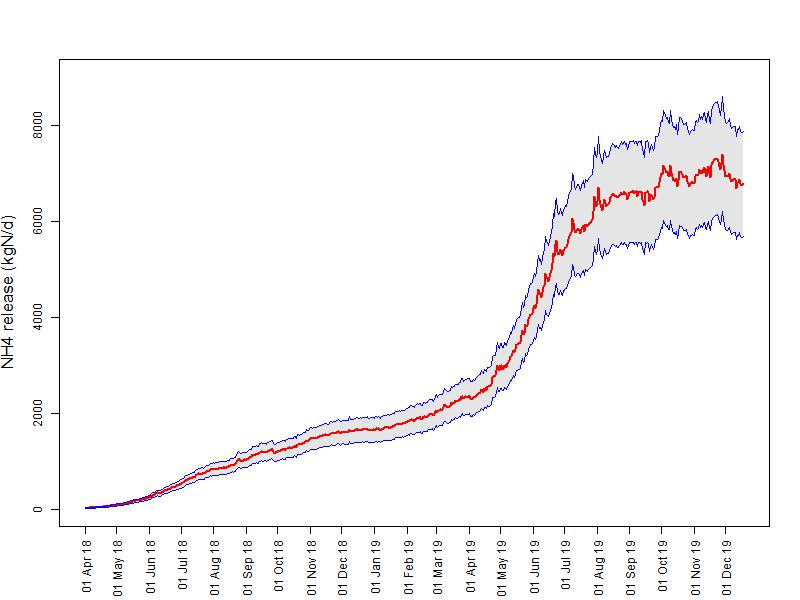 NH4 release (kgN/d)
8000
6000
4000
2000
0
01 Apr 18
01 May 18
01 Jun 18
01 Jul 18
01 Aug 18
01 Sep 18
01 Oct 18
01 Nov 18
01 Dec 18
01 Jan 19
01 Feb 19
01 Mar 19
01 Apr 19
01 May 19
01 Jun 19
01 Jul 19
01 Aug 19
01 Sep 19
01 Oct 19
01 Nov 19
01 Dec 19